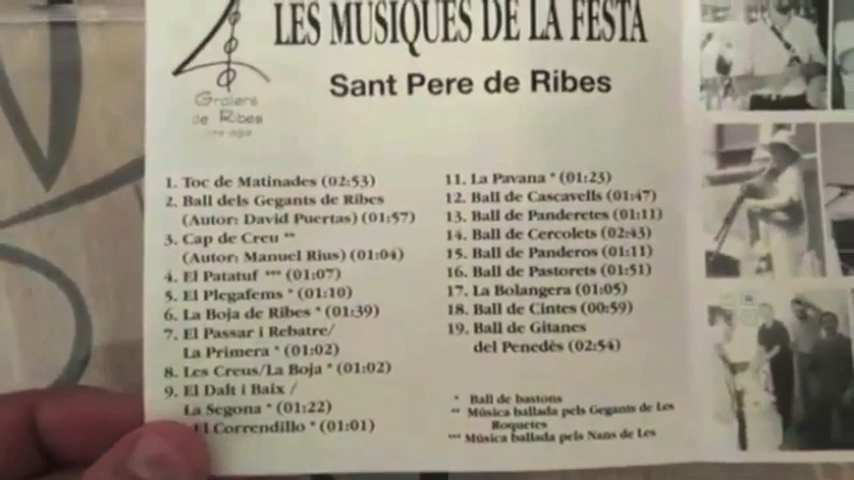 LES MUSIQUES DE LA FESTA
Sant Pere de Ribes
Gralers
de Ribes
1. Toc de Matinades (02:53)
2. Ball dels Gegants de Ribes
(Autor: David Puertas) (01:57)
3. Cap de Creu **
(Autor: Manuel Rius) (01:04)
4. El Patatuf *** (01:07)
5. El Plegafems * (01:10)
6. La Boja de Ribes * (01:39)
7. El Passar i Rebatre/
La Primera * (01:02)
8. Les Creus/La Boja * (01:02)
9. El Dalt i Baix /
La Segona * (01:22)
El Correndillo * (01:01)
11. La Pavana * (01:23)
12. Ball de Cascavells (01:47)
13. Ball de Panderetes (01:11)
14. Ball de Cercolets (02:43)
15. Ball de Panderos (01:11)
16. Ball de Pastorets (01:51)
17. La Bolangera (01:05)
18. Ball de Cintes (00:59)
19. Ball de Gitanes
del Penedès (02:54)
* Ball de bastons
** Música ballada pels Gegants de Les
Roquetes
*** Música ballada pels Nans de Les